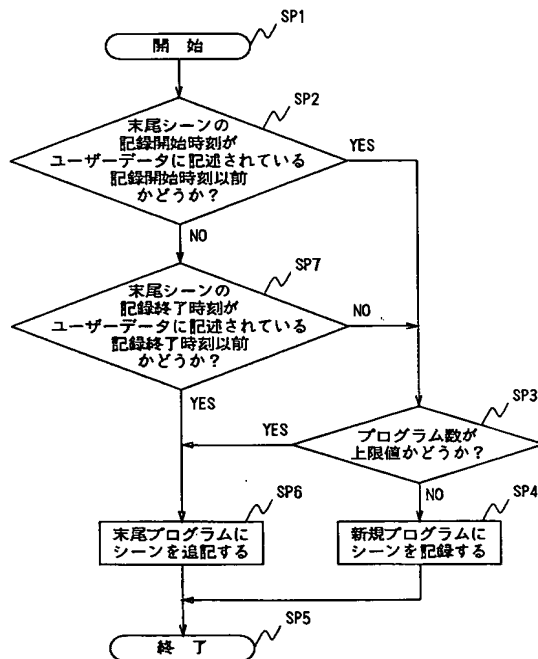 SP1
開 始
SP2
末尾シーンの
記録開始時刻が
ユーザーデータに記述されている
記録開始時刻以前
かどうか？
YES
NO
SP7
末尾シーンの
記録終了時刻が
ユーザーデータに記述されている
記録終了時刻以前
かどうか？
NO
YES
SP3
プログラム数が
上限値かどうか？
YES
NO
SP6
末尾プログラムに
シーンを追記する
SP4
新規プログラムに
シーンを記録する
SP5
終 了